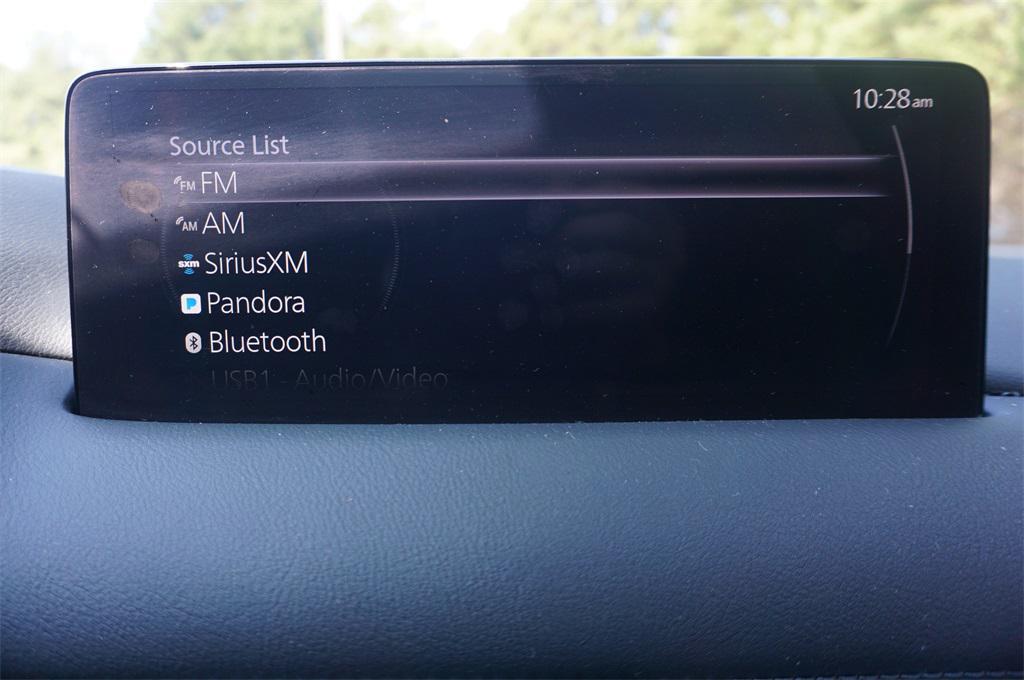 10:28am
Source List
FM FM
AM AM
sxm SiriusXM
Pandora
Bluetooth
USB1 - Audio/Video